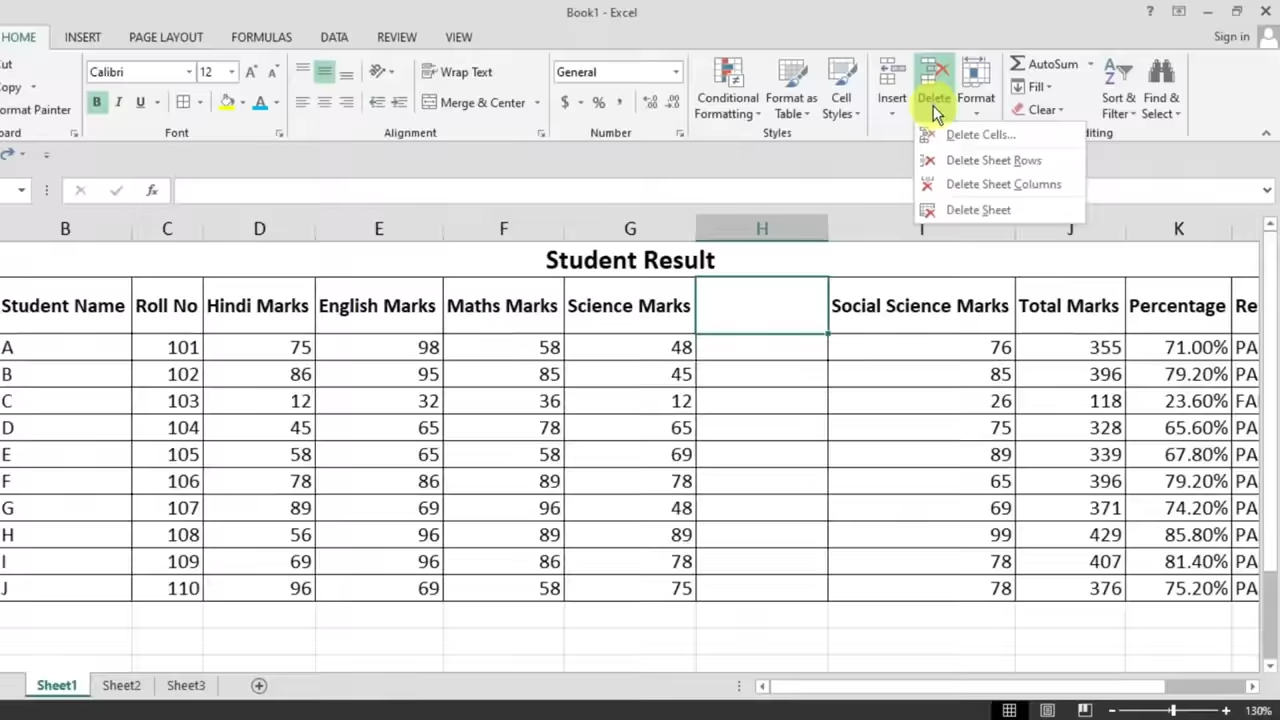 Book1 - Excel
?
HOME INSERT PAGE LAYOUT FORMULAS DATA REVIEW VIEW Sign in
ut
opy
ormat Painter
oard
Calibri 12
B I U
Font
Wrap Text
Merge & Center
Alignment
General
$ % ,
Number
Conditional Formatting
Format as Table
Cell Styles
Styles
Insert Delete Format
AutoSum
Fill
Clear
Sort & Filter
Find & Select
diting
Delete Cells...
Delete Sheet Rows
Delete Sheet Columns
Delete Sheet
fx
B C D E F G H I J K
Student Result
Student Name Roll No Hindi Marks English Marks Maths Marks Science Marks Social Science Marks Total Marks Percentage Re
A 101 75 98 58 48 76 355 71.00% PA
B 102 86 95 85 45 85 396 79.20% PA
C 103 12 32 36 12 26 118 23.60% FA
D 104 45 65 78 65 75 328 65.60% PA
E 105 58 65 58 69 89 339 67.80% PA
F 106 78 86 89 78 65 396 79.20% PA
G 107 89 69 96 48 69 371 74.20% PA
H 108 56 96 89 89 99 429 85.80% PA
I 109 69 96 86 78 78 407 81.40% PA
J 110 96 69 58 75 78 376 75.20% PA
Sheet1 Sheet2 Sheet3
130%